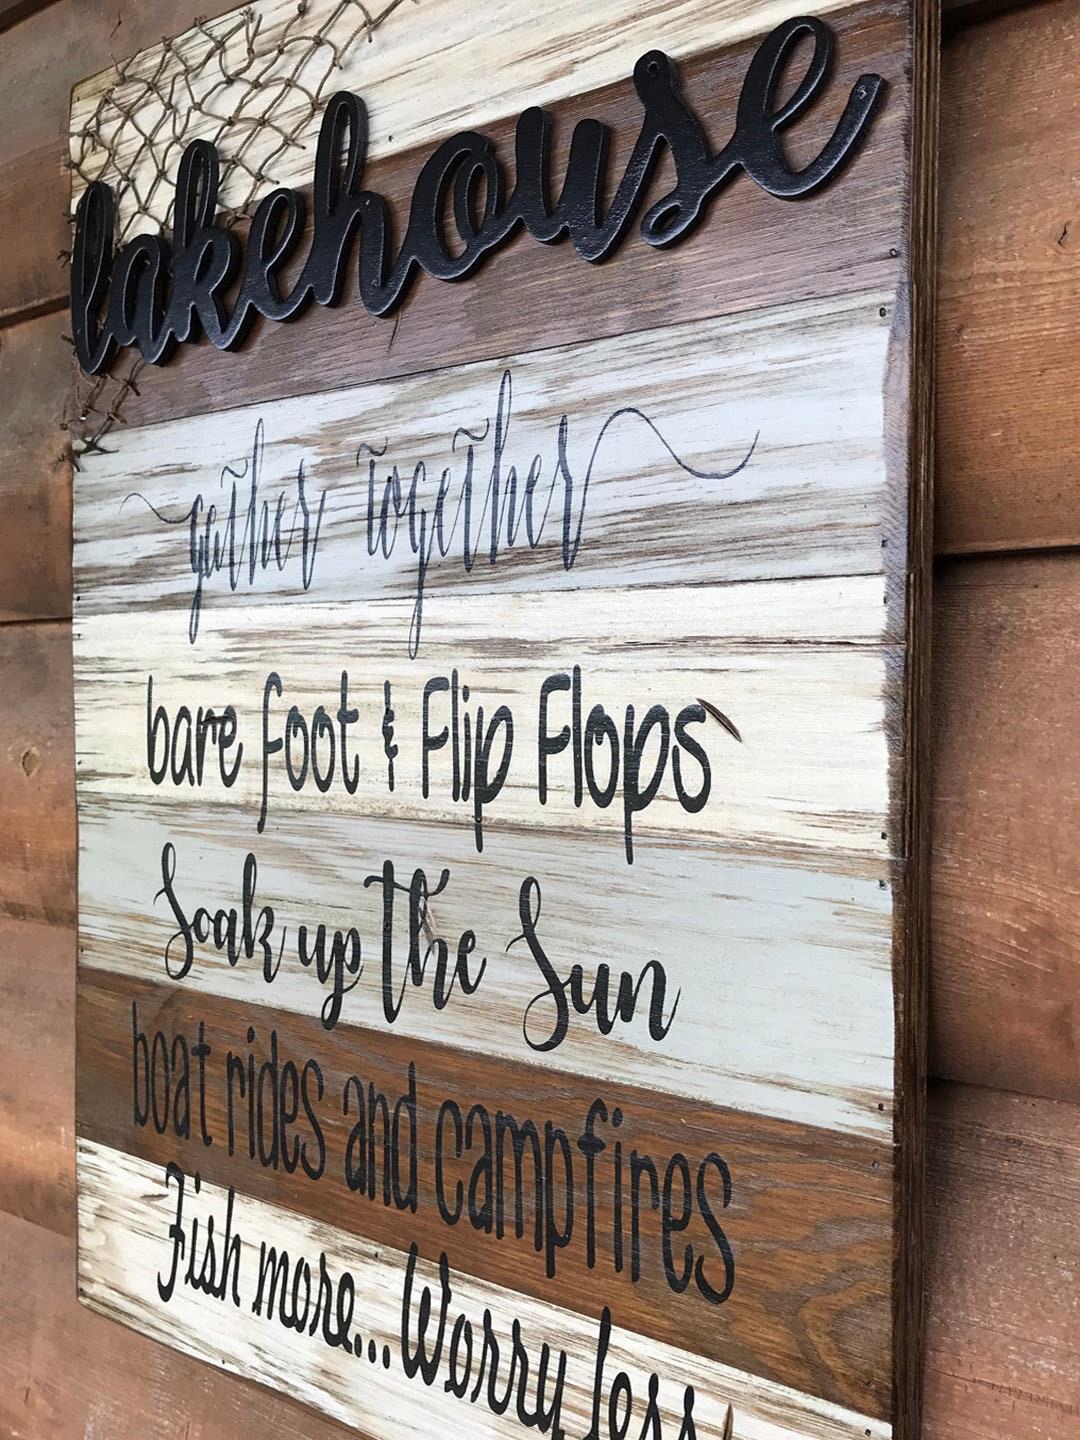 lakehouse
gather together
bare foot & Flip Flops
Soak up the Sun
boat rides and campfires
Fish more... Worry less